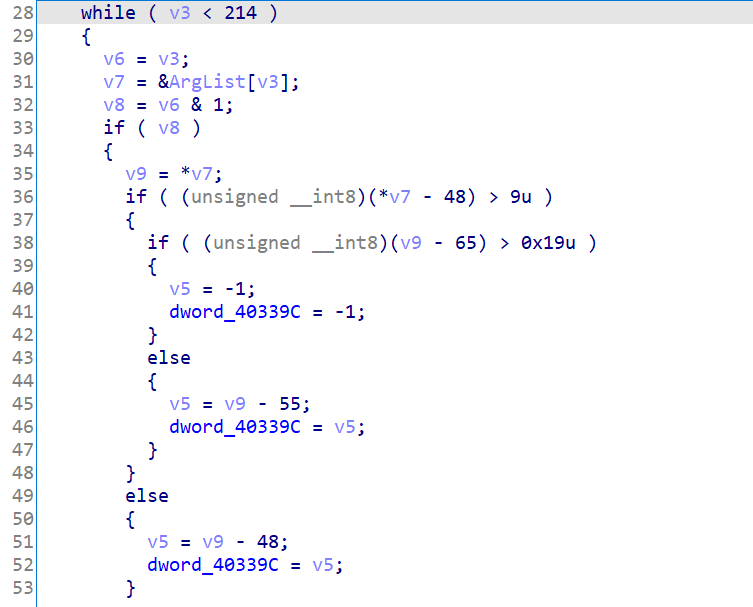 28 while ( v3 < 214 )
29 {
30 v6 = v3;
31 v7 = &ArgList[v3];
32 v8 = v6 & 1;
33 if ( v8 )
34 {
35 v9 = *v7;
36 if ( (unsigned __int8)(*v7 - 48) > 9u )
37 {
38 if ( (unsigned __int8)(v9 - 65) > 0x19u )
39 {
40 v5 = -1;
41 dword_40339C = -1;
42 }
43 else
44 {
45 v5 = v9 - 55;
46 dword_40339C = v5;
47 }
48 }
49 else
50 {
51 v5 = v9 - 48;
52 dword_40339C = v5;
53 }